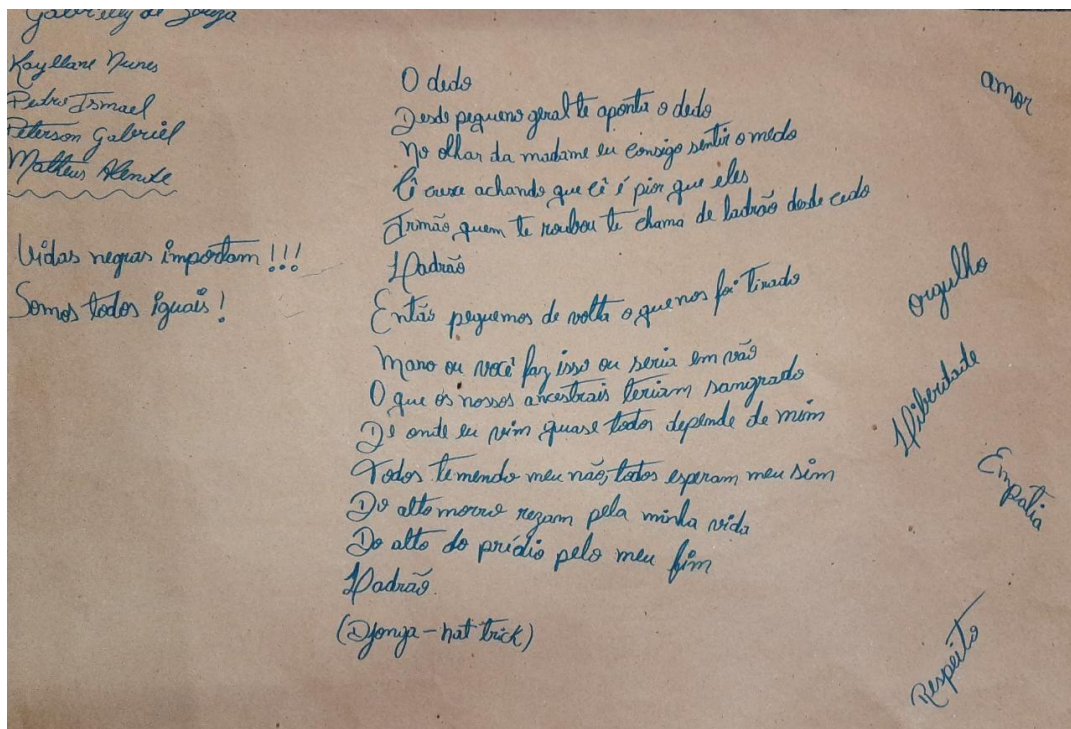 Gabrielly de Souza
Kayllane Nunes
Pedro Ismael
Peterson Gabriel
Matheus
Vidas negras importam!!!
Somos todos iguais!
O dedo
Desde pequeno geral te aponta o dedo
No olhar da madame eu consigo sentir o medo
Cê cresce achando que cê é pior que eles
Irmão quem te roubou te chama de ladrão desde cedo
Ladrão
Então peguemos de volta o que nos foi tirado
Mano ou você faz isso ou seria em vão
O que os nossos ancestrais teriam sangrado
De onde eu vim quase todos depende de mim
Todos temendo meu não, todos esperam meu sim
Do alto morro rezam pela minha vida
Do alto do prédio pelo meu fim
Ladrão.
(Djonga - hat trick)
amor
orgulho
Liberdade
Empatia
Respeito